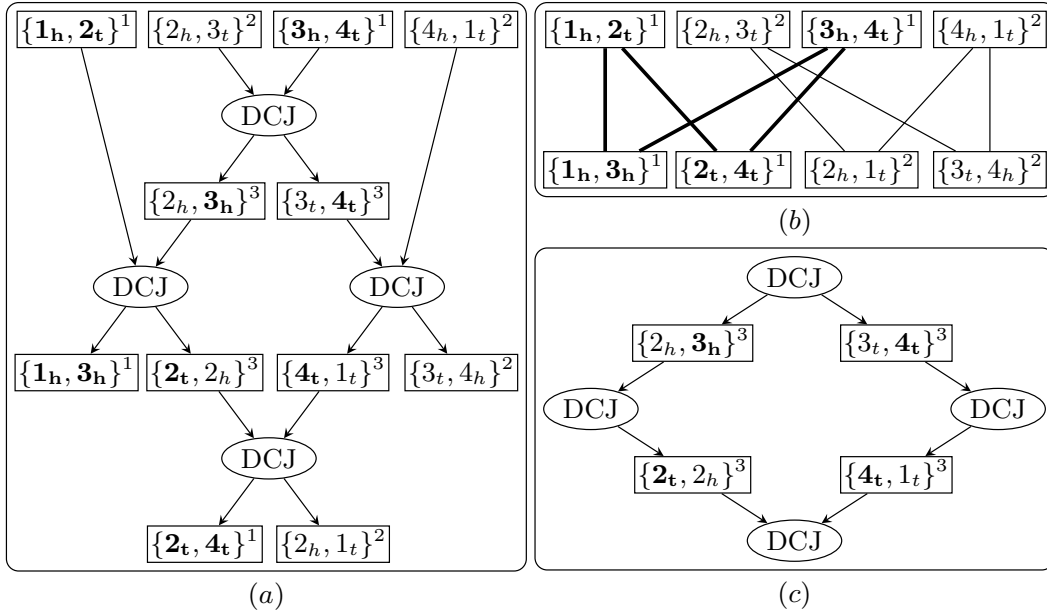 {𝟏𝐡, 𝟐𝐭}¹ {2ₕ, 3ₜ}² {𝟑𝐡, 𝟒𝐭}¹ {4ₕ, 1ₜ}²
DCJ
{2ₕ, 𝟑𝐡}³ {3ₜ, 𝟒𝐭}³
DCJ DCJ
{𝟏𝐡, 𝟑𝐡}¹ {𝟐𝐭, 2ₕ}³ {𝟒𝐭, 1ₜ}³ {3ₜ, 4ₕ}²
DCJ
{𝟐𝐭, 𝟒𝐭}¹ {2ₕ, 1ₜ}²
(a)
{𝟏𝐡, 𝟐𝐭}¹ {2ₕ, 3ₜ}² {𝟑𝐡, 𝟒𝐭}¹ {4ₕ, 1ₜ}²
{𝟏𝐡, 𝟑𝐡}¹ {𝟐𝐭, 𝟒𝐭}¹ {2ₕ, 1ₜ}² {3ₜ, 4ₕ}²
(b)
DCJ
{2ₕ, 𝟑𝐡}³ {3ₜ, 𝟒𝐭}³
DCJ DCJ
{𝟐𝐭, 2ₕ}³ {𝟒𝐭, 1ₜ}³
DCJ
(c)